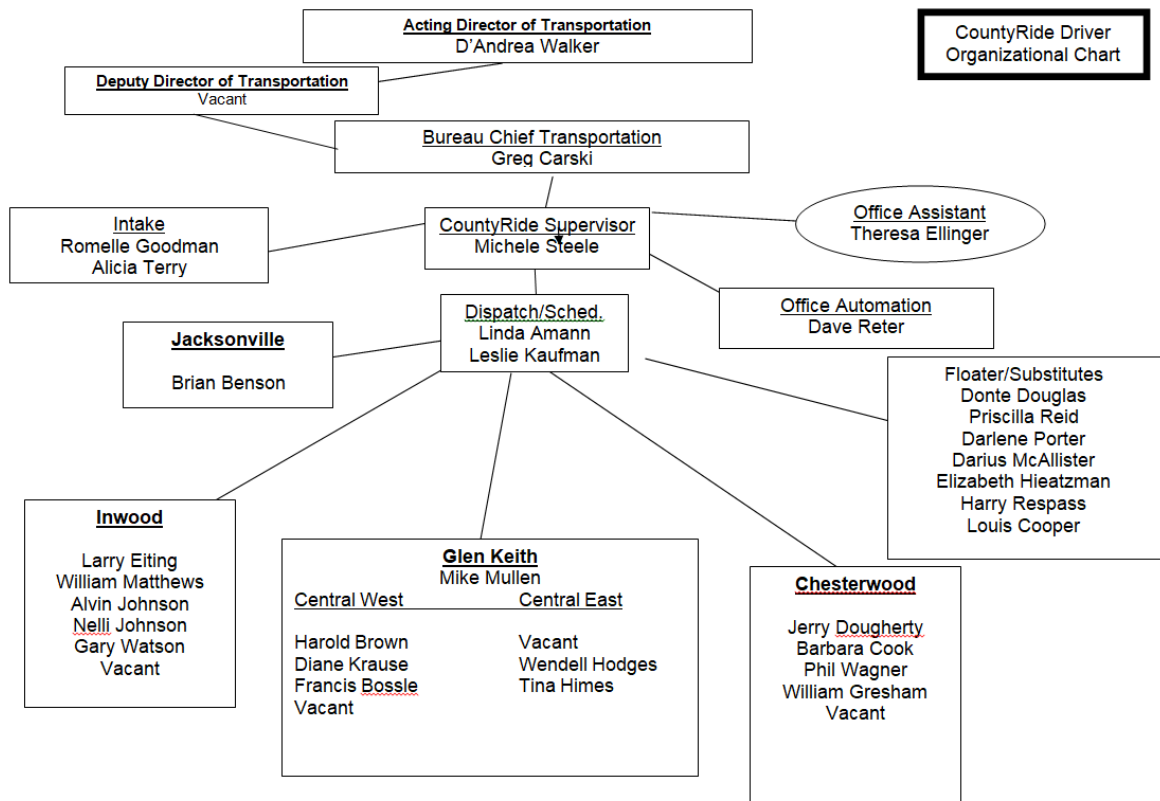 Acting Director of Transportation
D'Andrea Walker
CountyRide Driver
Organizational Chart
Deputy Director of Transportation
Vacant
Bureau Chief Transportation
Greg Carski
Intake
Romelle Goodman
Alicia Terry
CountyRide Supervisor
Michele Steele
Office Assistant
Theresa Ellinger
Office Automation
Dave Reter
Dispatch/Sched.
Linda Amann
Leslie Kaufman
Jacksonville
Brian Benson
Floater/Substitutes
Donte Douglas
Priscilla Reid
Darlene Porter
Darius McAllister
Elizabeth Hieatzman
Harry Respass
Louis Cooper
Inwood
Larry Eiting
William Matthews
Alvin Johnson
Nelli Johnson
Gary Watson
Vacant
Glen Keith
Mike Mullen
Central West Central East
Harold Brown Vacant
Diane Krause Wendell Hodges
Francis Bossle Tina Himes
Vacant
Chesterwood
Jerry Dougherty
Barbara Cook
Phil Wagner
William Gresham
Vacant